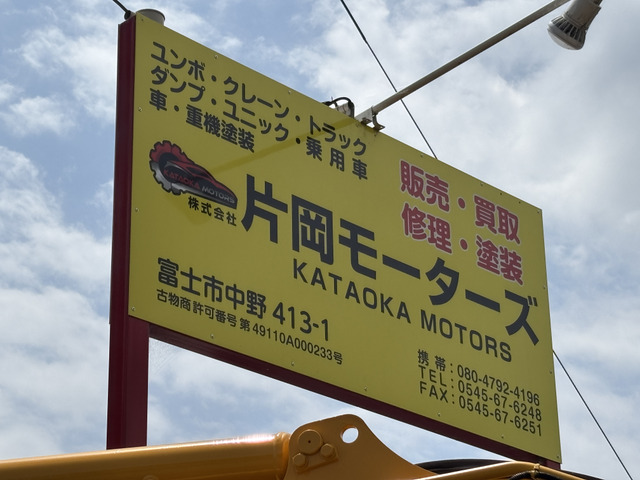 ユンボ・クレーン・トラック
ダンプ・ユニック・乗用車
車・重機塗装
販売・買取
修理・塗装
KATAOKA MOTORS
株式会社
片岡モーターズ
KATAOKA MOTORS
富士市中野 413-1
古物商許可番号 第49110A000233号
携帯：080-4792-4196
TEL：0545-67-6248
FAX：0545-67-6251